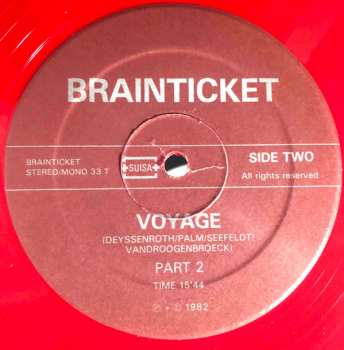 BRAINTICKET
BRAINTICKET
STEREO/MONO 33 T
SUISA
SIDE TWO
All rights reserved
VOYAGE
(DEYSSENROTH/PALM/SEEFELDT/
VANDROOGENBROECK)
PART 2
TIME 15'44
℗ + © 1982